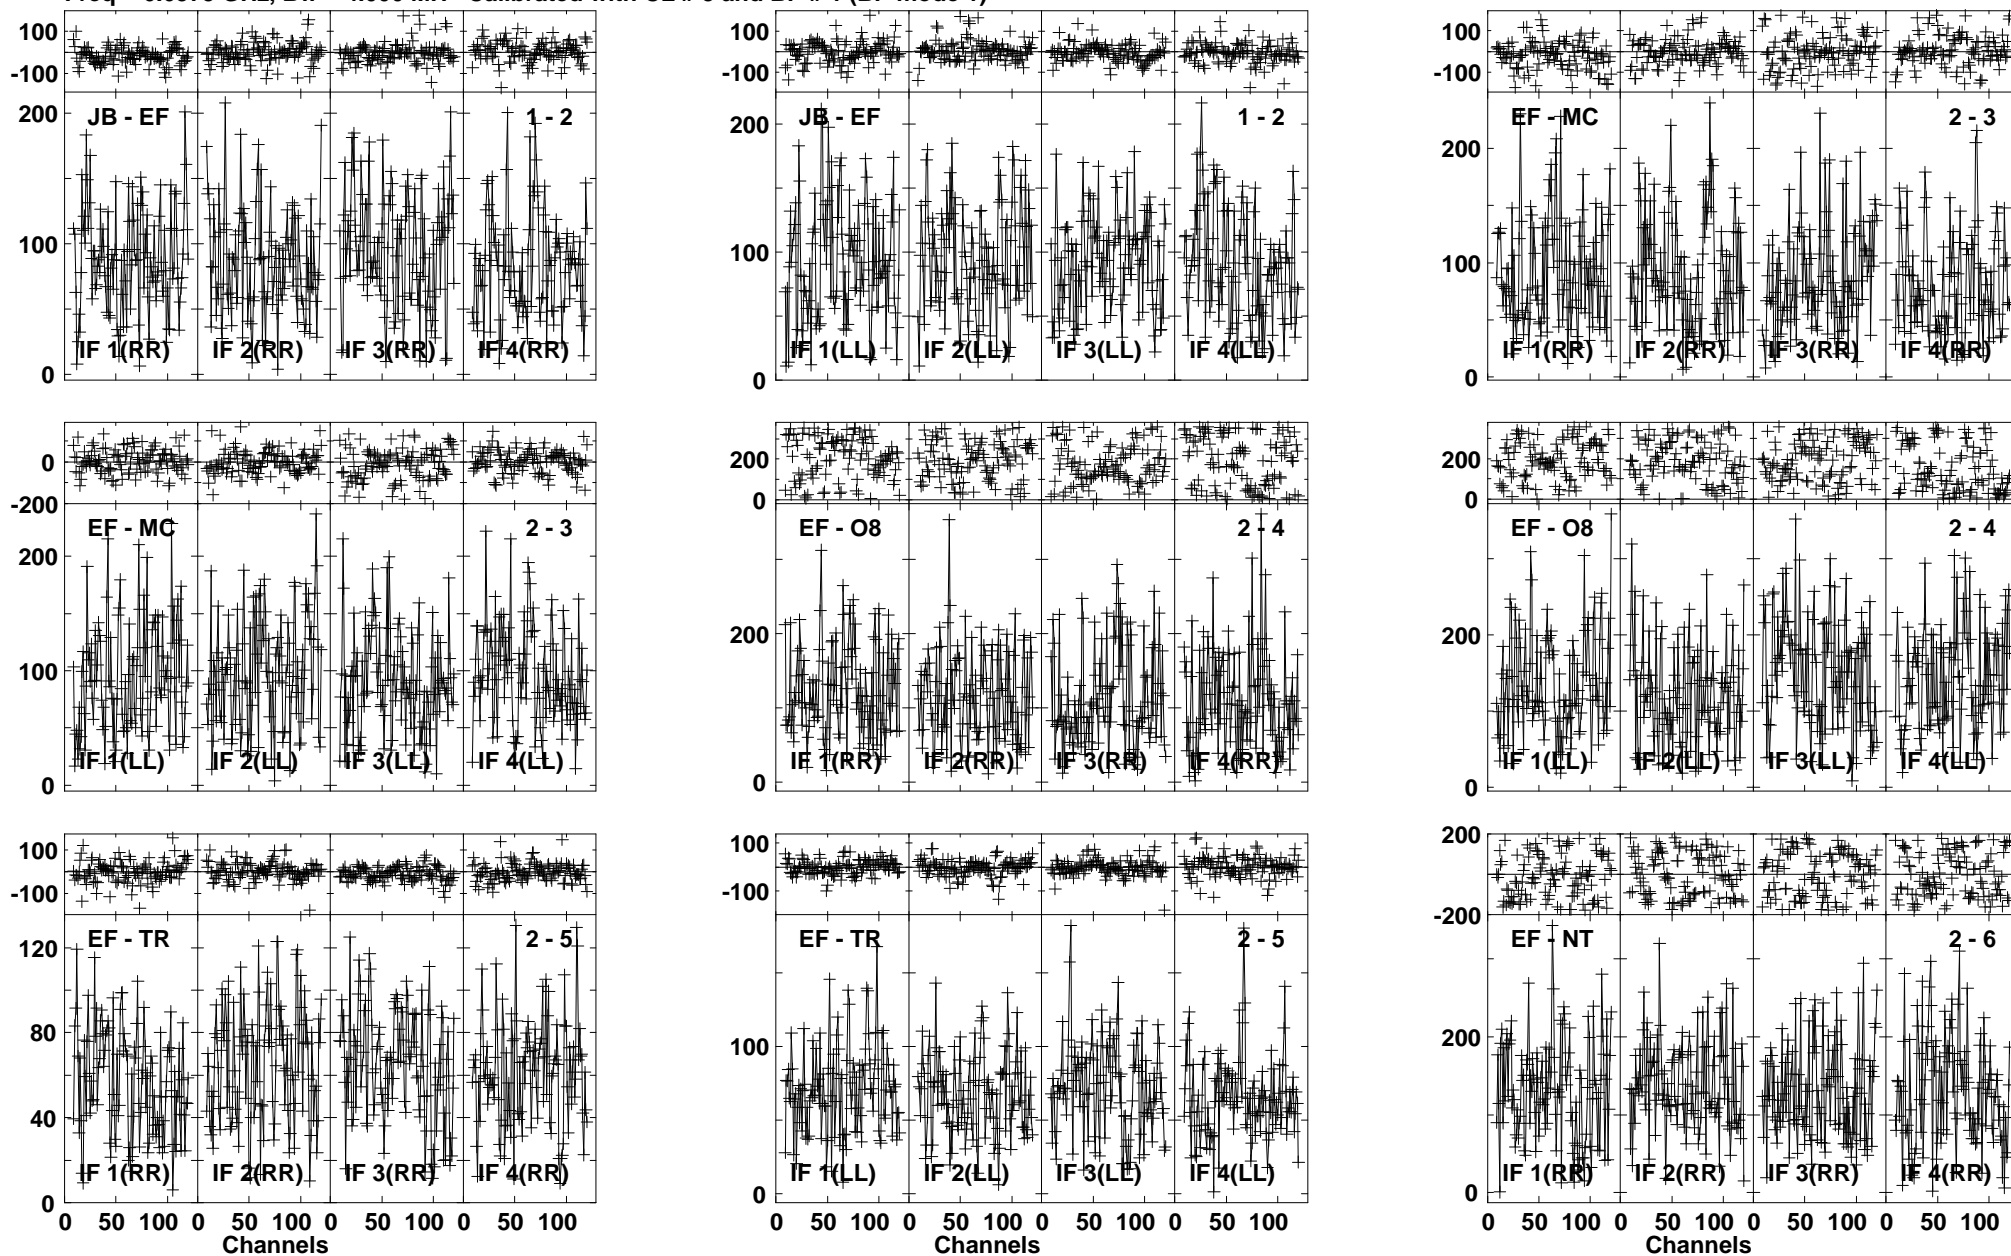 100
-100
200
100
0
JB - EF
1 - 2
IF 1(RR)
IF 2(RR)
IF 3(RR)
IF 4(RR)
100
-100
200
100
0
JB - EF
1 - 2
IF 1(LL)
IF 2(LL)
IF 3(LL)
IF 4(LL)
100
-100
200
100
0
EF - MC
2 - 3
IF 1(RR)
IF 2(RR)
IF 3(RR)
IF 4(RR)
0
-200
200
100
0
EF - MC
2 - 3
IF 1(LL)
IF 2(LL)
IF 3(LL)
IF 4(LL)
200
0
200
0
EF - O8
2 - 4
IF 1(RR)
IF 2(RR)
IF 3(RR)
IF 4(RR)
200
0
200
0
EF - O8
2 - 4
IF 1(LL)
IF 2(LL)
IF 3(LL)
IF 4(LL)
100
-100
120
80
40
0
EF - TR
2 - 5
IF 1(RR)
IF 2(RR)
IF 3(RR)
IF 4(RR)
0 50 100 0 50 100 0 50 100 0 50 100
Channels
100
-100
100
0
EF - TR
2 - 5
IF 1(LL)
IF 2(LL)
IF 3(LL)
IF 4(LL)
0 50 100 0 50 100 0 50 100 0 50 100
Channels
200
-200
200
0
EF - NT
2 - 6
IF 1(RR)
IF 2(RR)
IF 3(RR)
IF 4(RR)
0 50 100 0 50 100 0 50 100 0 50 100
Channels